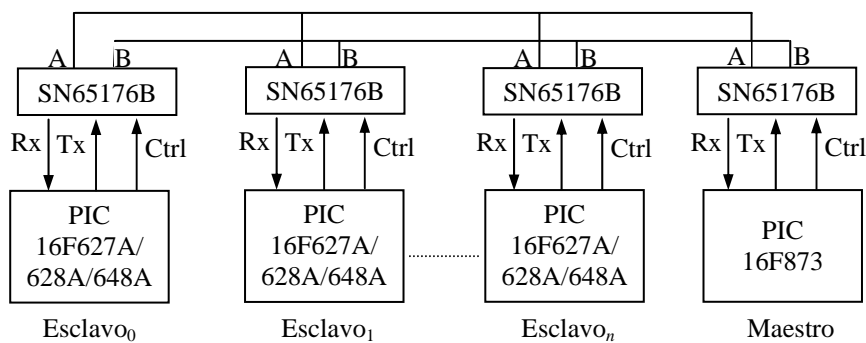 A B A B A B A B
SN65176B SN65176B SN65176B SN65176B
Rx Tx Ctrl Rx Tx Ctrl Rx Tx Ctrl Rx Tx Ctrl
PIC
16F627A/
628A/648A
PIC
16F627A/
628A/648A
PIC
16F627A/
628A/648A
PIC
16F873
Esclavo₀ Esclavo₁ Esclavoₙ Maestro